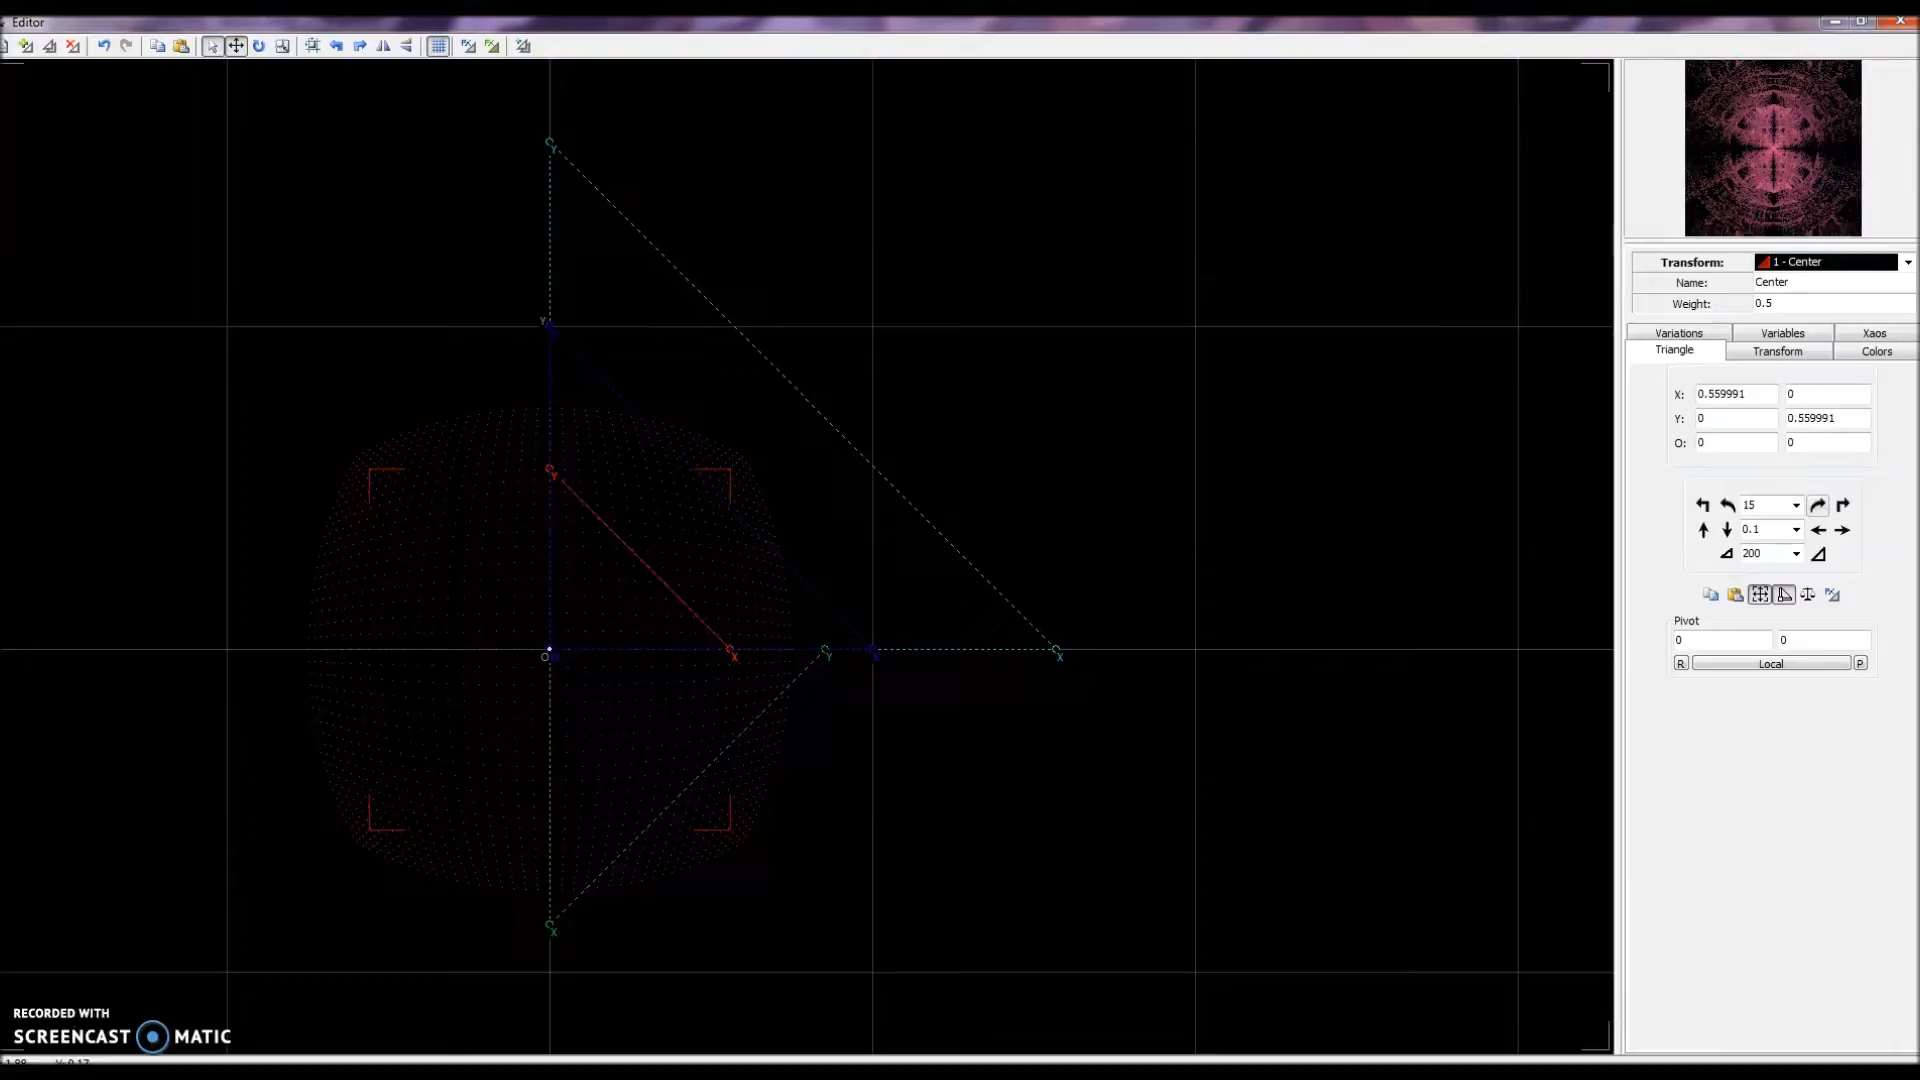 Editor
Y
Y
Y
X
Y
X
X
O
X
Transform: 1 - Center
Name: Center
Weight: 0.5
Variations Variables Xaos
Triangle Transform Colors
X: 0.559991 0
Y: 0 0.559991
O: 0 0
15
0.1
200
Pivot
0 0
R Local P
RECORDED WITH
SCREENCAST MATIC